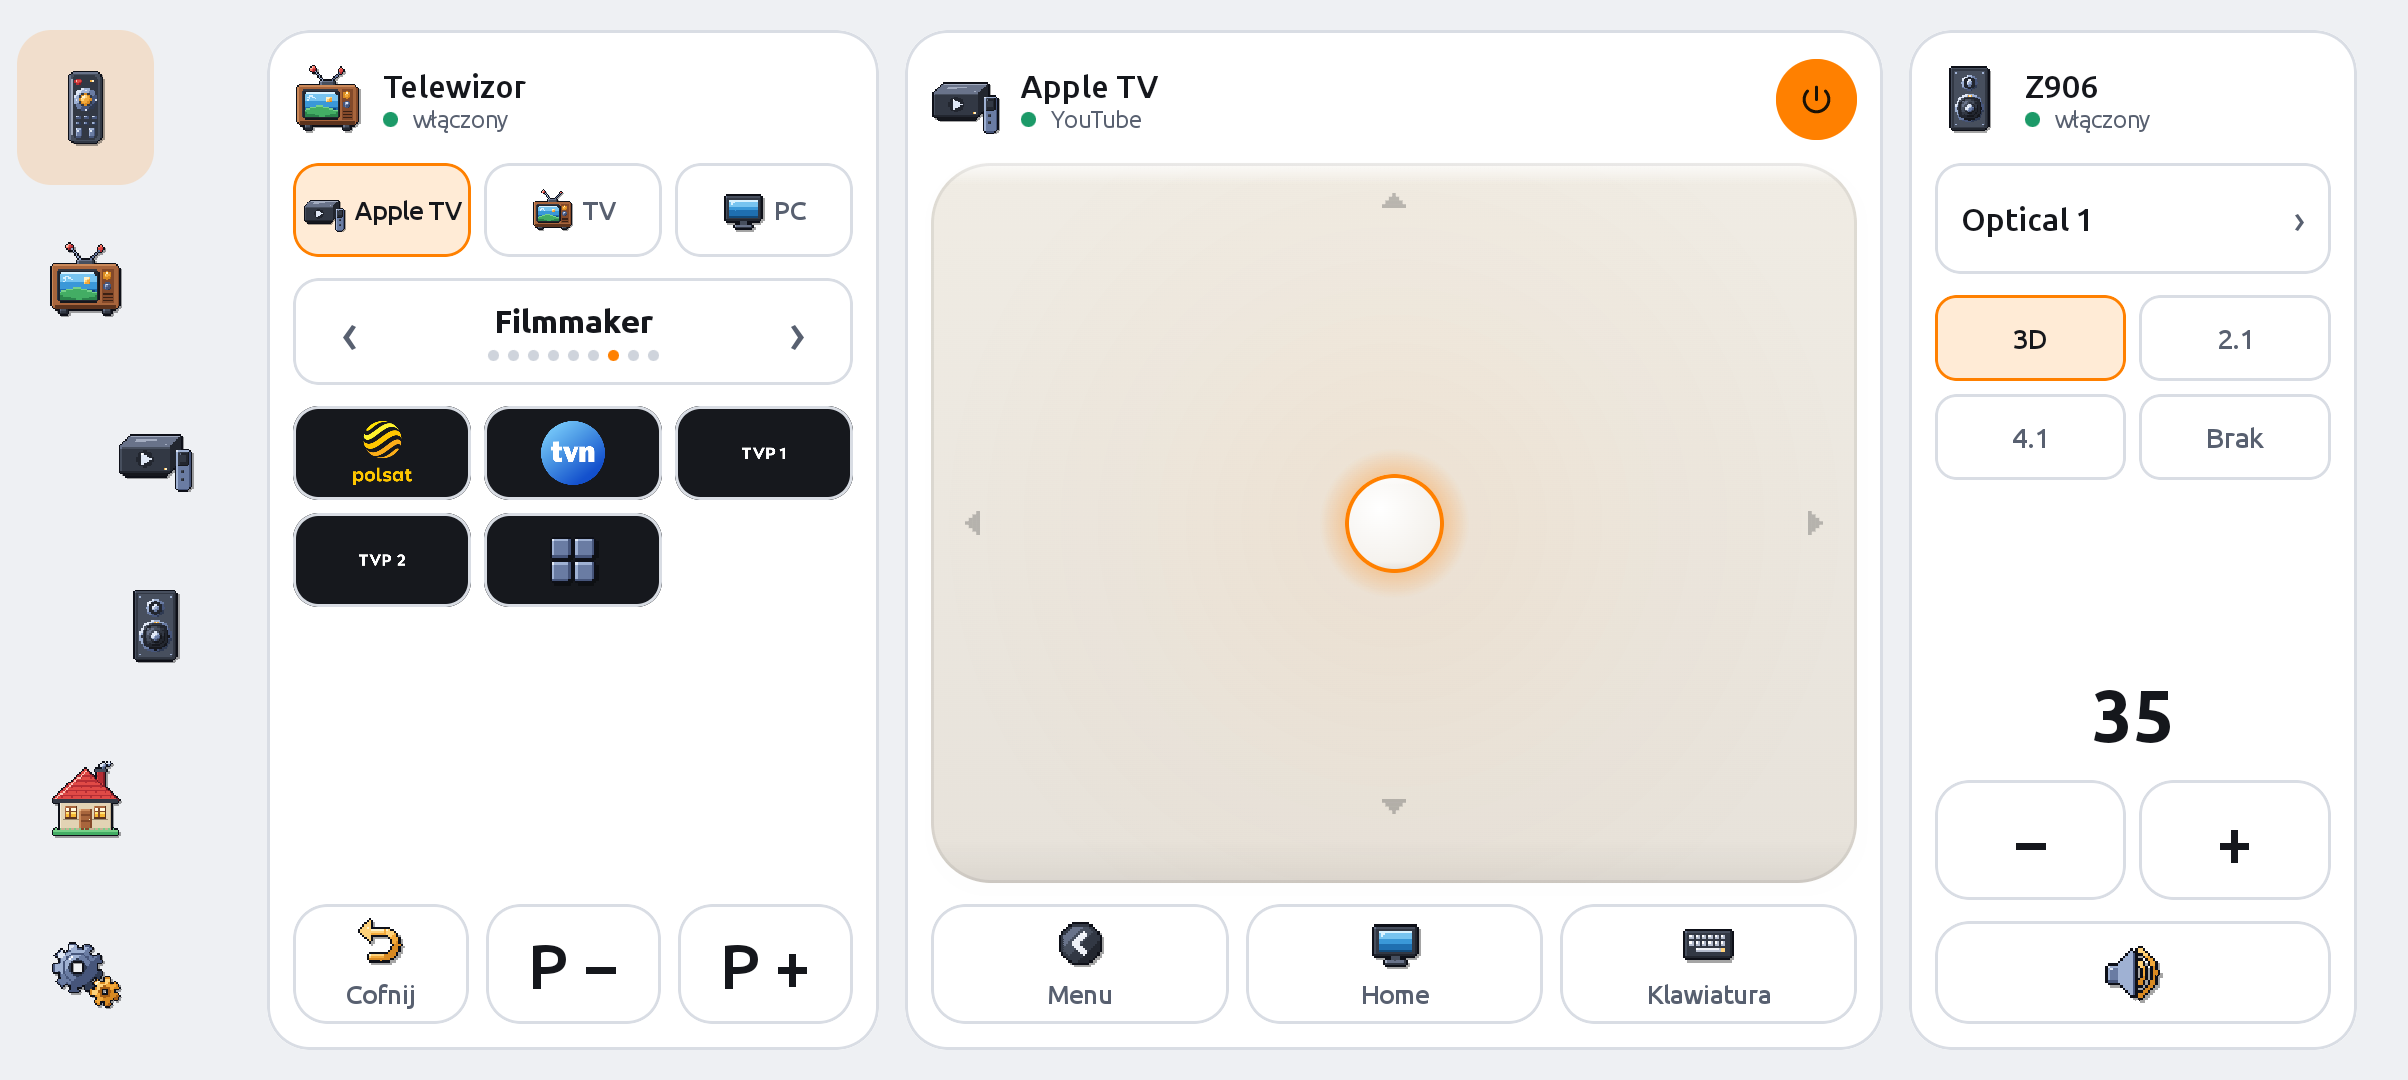 Telewizor
włączony
Apple TV
TV
PC
Filmmaker
polsat
tvn
TVP 1
TVP 2
Cofnij
P −
P +
Apple TV
YouTube
Menu
Home
Klawiatura
Z906
włączony
Optical 1
3D
2.1
4.1
Brak
35
−
+